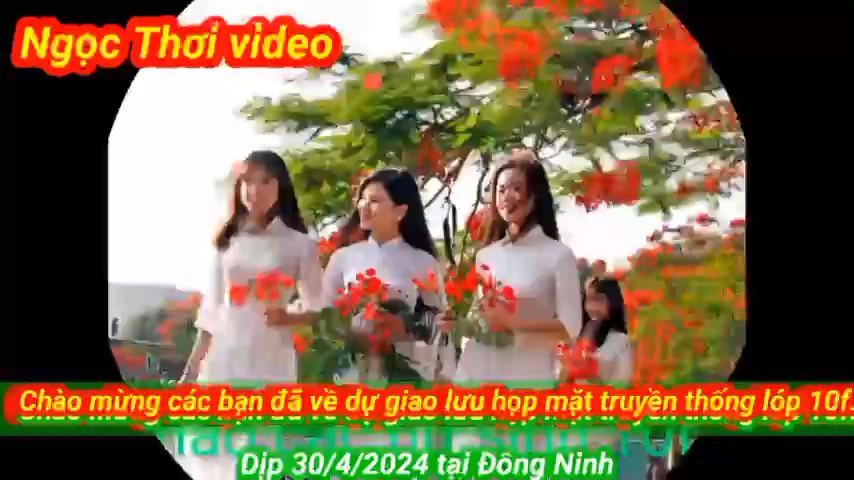 Ngọc Thơi video
Chào mừng các bạn đã về dự giao lưu họp mặt truyền thống lóp 10f.
Dịp 30/4/2024 tại Đông Ninh